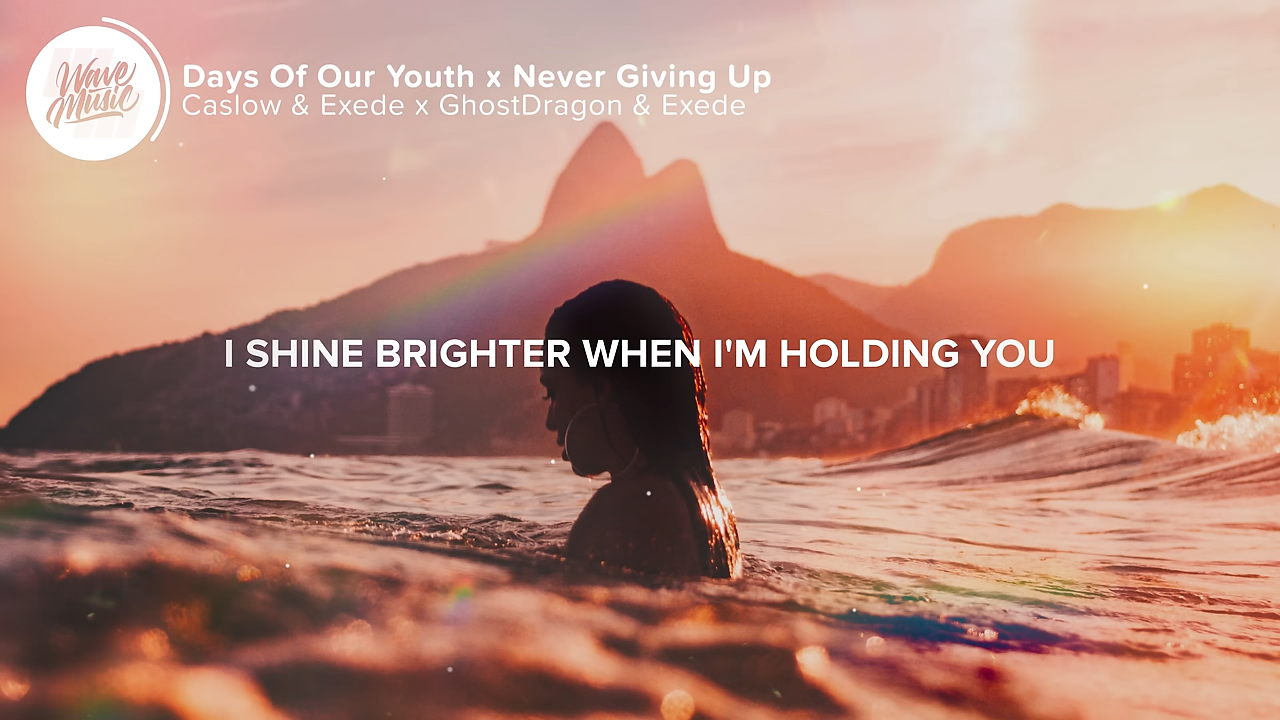 Wave
Music
Days Of Our Youth x Never Giving Up
Caslow & Exede x GhostDragon & Exede
I SHINE BRIGHTER WHEN I'M HOLDING YOU